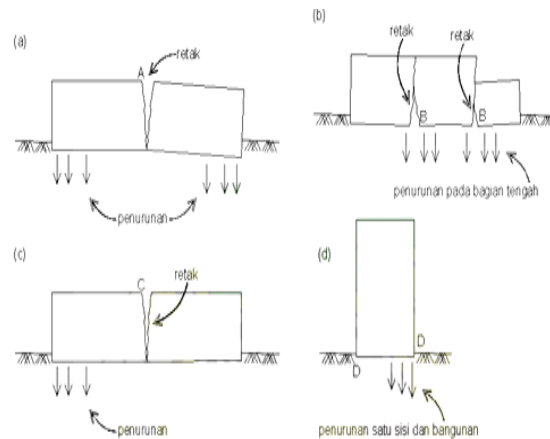 (a)
retak
A
penurunan
(b)
retak
retak
B
B
penurunan pada bagian tengah
(c)
retak
C
penurunan
(d)
D
D
penurunan satu sisi dan bangunan